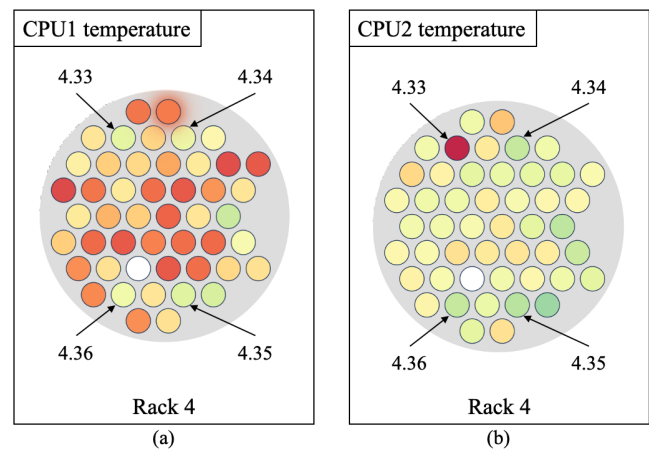 CPU1 temperature
4.33
4.34
4.36
4.35
Rack 4
(a)
CPU2 temperature
4.33
4.34
4.36
4.35
Rack 4
(b)